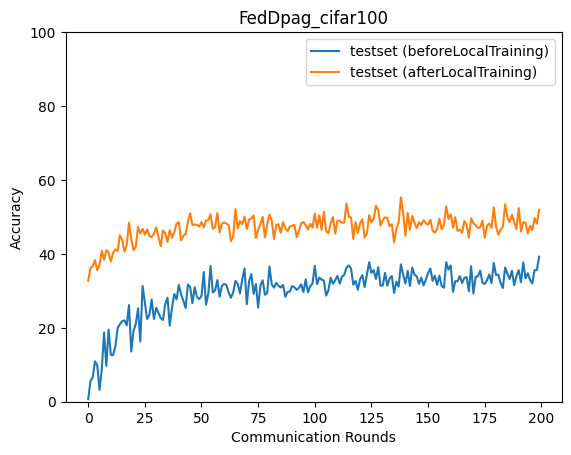 FedDpag_cifar100
100
80
60
40
20
0
Accuracy
testset (beforeLocalTraining)
testset (afterLocalTraining)
0 25 50 75 100 125 150 175 200
Communication Rounds